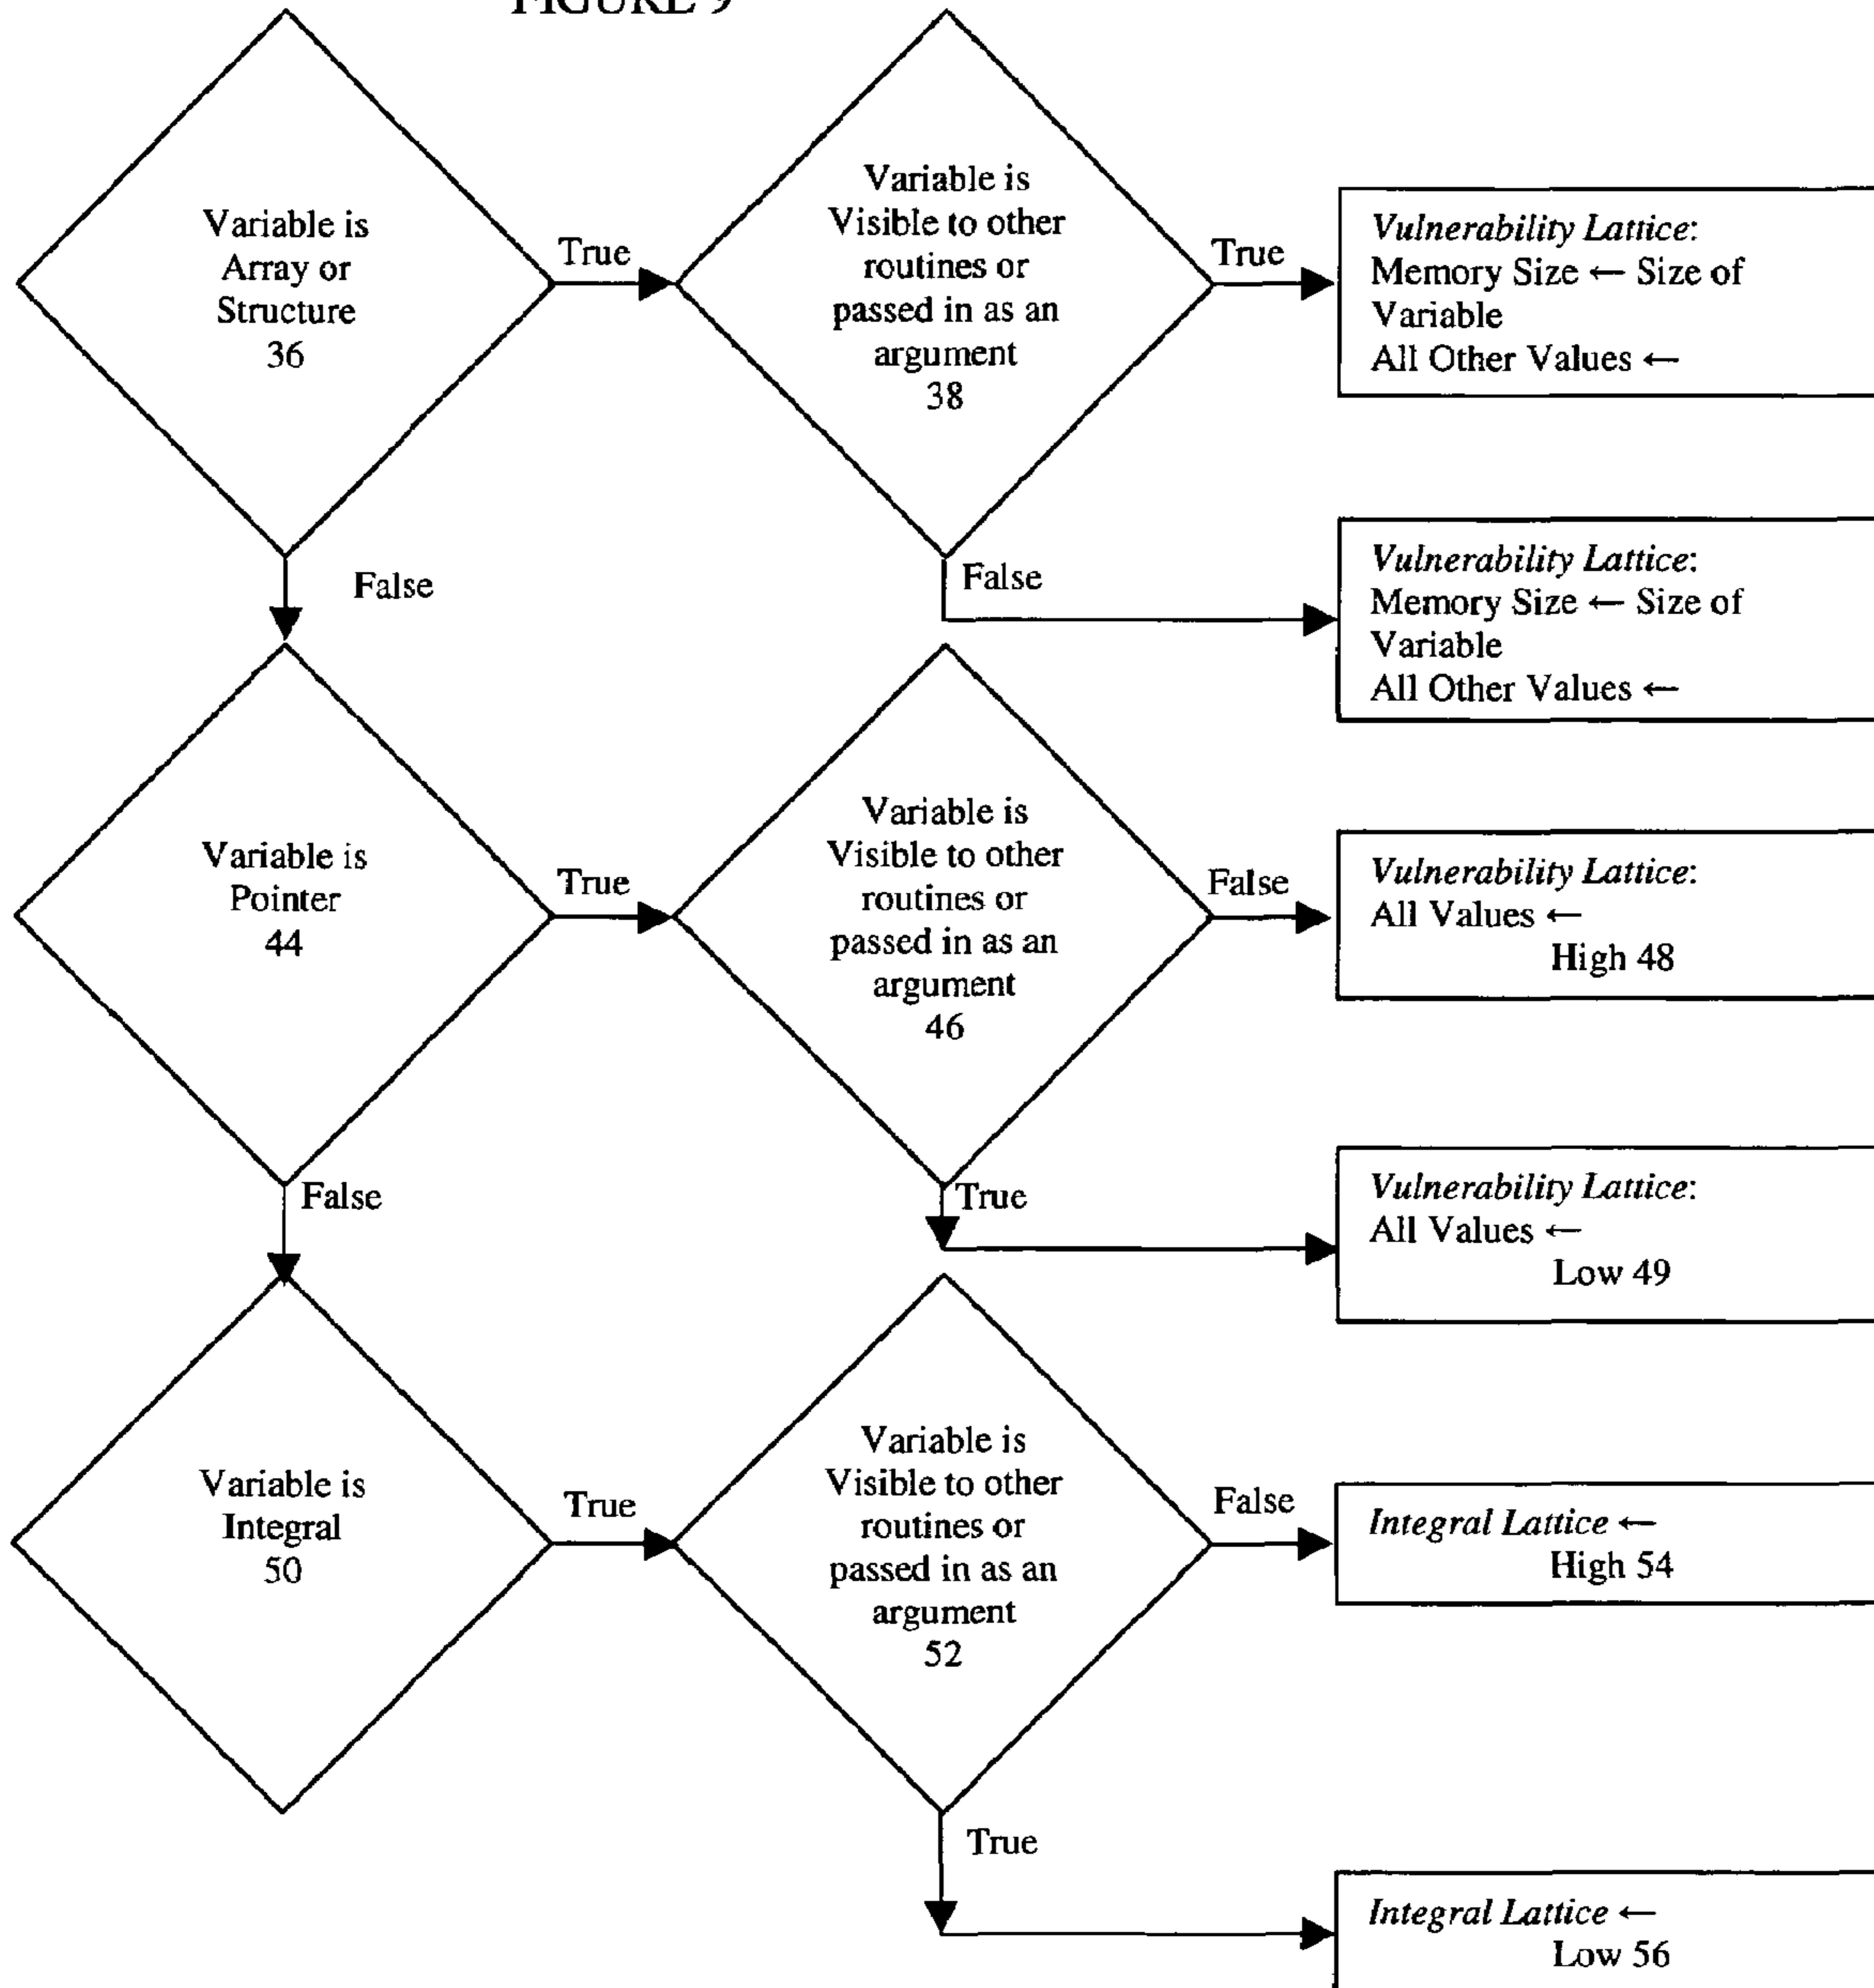 FIGURE 9
Variable is
Array or
Structure
36
True
Variable is
Visible to other
routines or
passed in as an
argument
38
True
Vulnerability Lattice:
Memory Size ← Size of
Variable
All Other Values ←
False
False
Vulnerability Lattice:
Memory Size ← Size of
Variable
All Other Values ←
Variable is
Pointer
44
True
Variable is
Visible to other
routines or
passed in as an
argument
46
False
Vulnerability Lattice:
All Values ←
High 48
False
True
Vulnerability Lattice:
All Values ←
Low 49
Variable is
Integral
50
True
Variable is
Visible to other
routines or
passed in as an
argument
52
False
Integral Lattice ←
High 54
True
Integral Lattice ←
Low 56